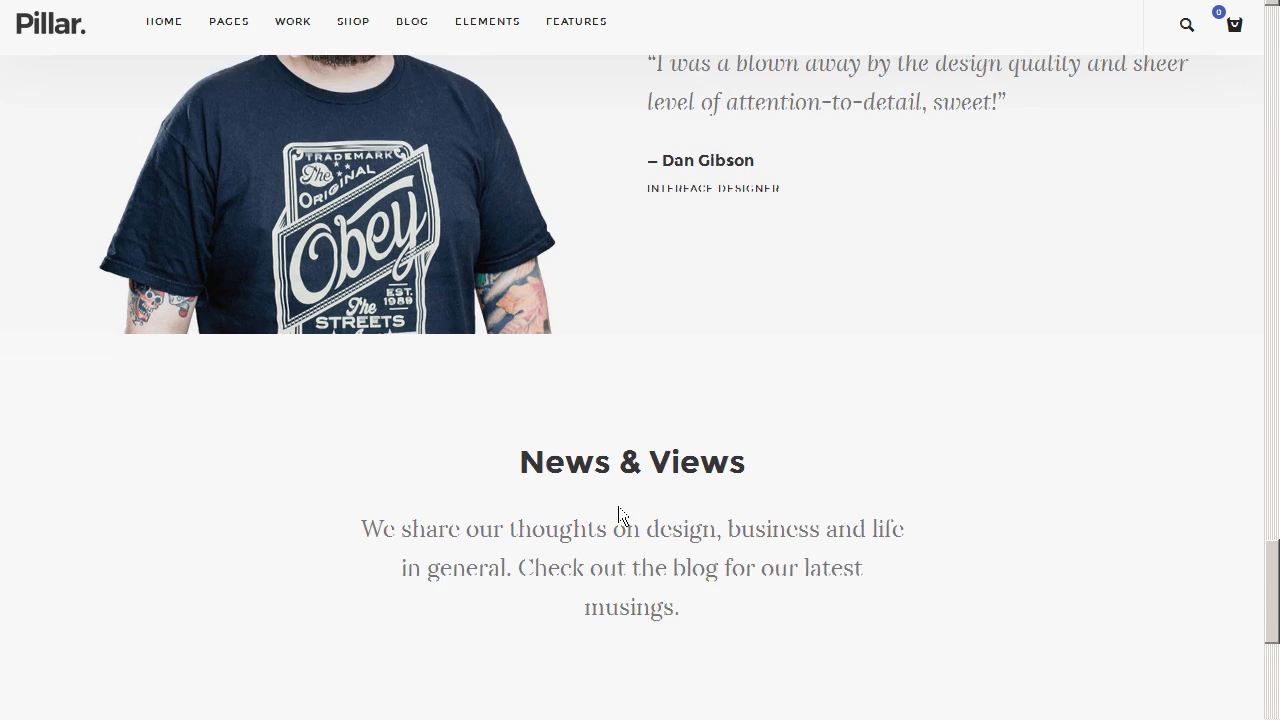 Pillar.
HOME PAGES WORK SHOP BLOG ELEMENTS FEATURES
0
“I was a blown away by the design quality and sheer
level of attention-to-detail, sweet!”
– Dan Gibson
INTERFACE DESIGNER
TRADEMARK
The
ORIGINAL
Obey
EST.
1989
The
STREETS
News & Views
We share our thoughts on design, business and life
in general. Check out the blog for our latest
musings.